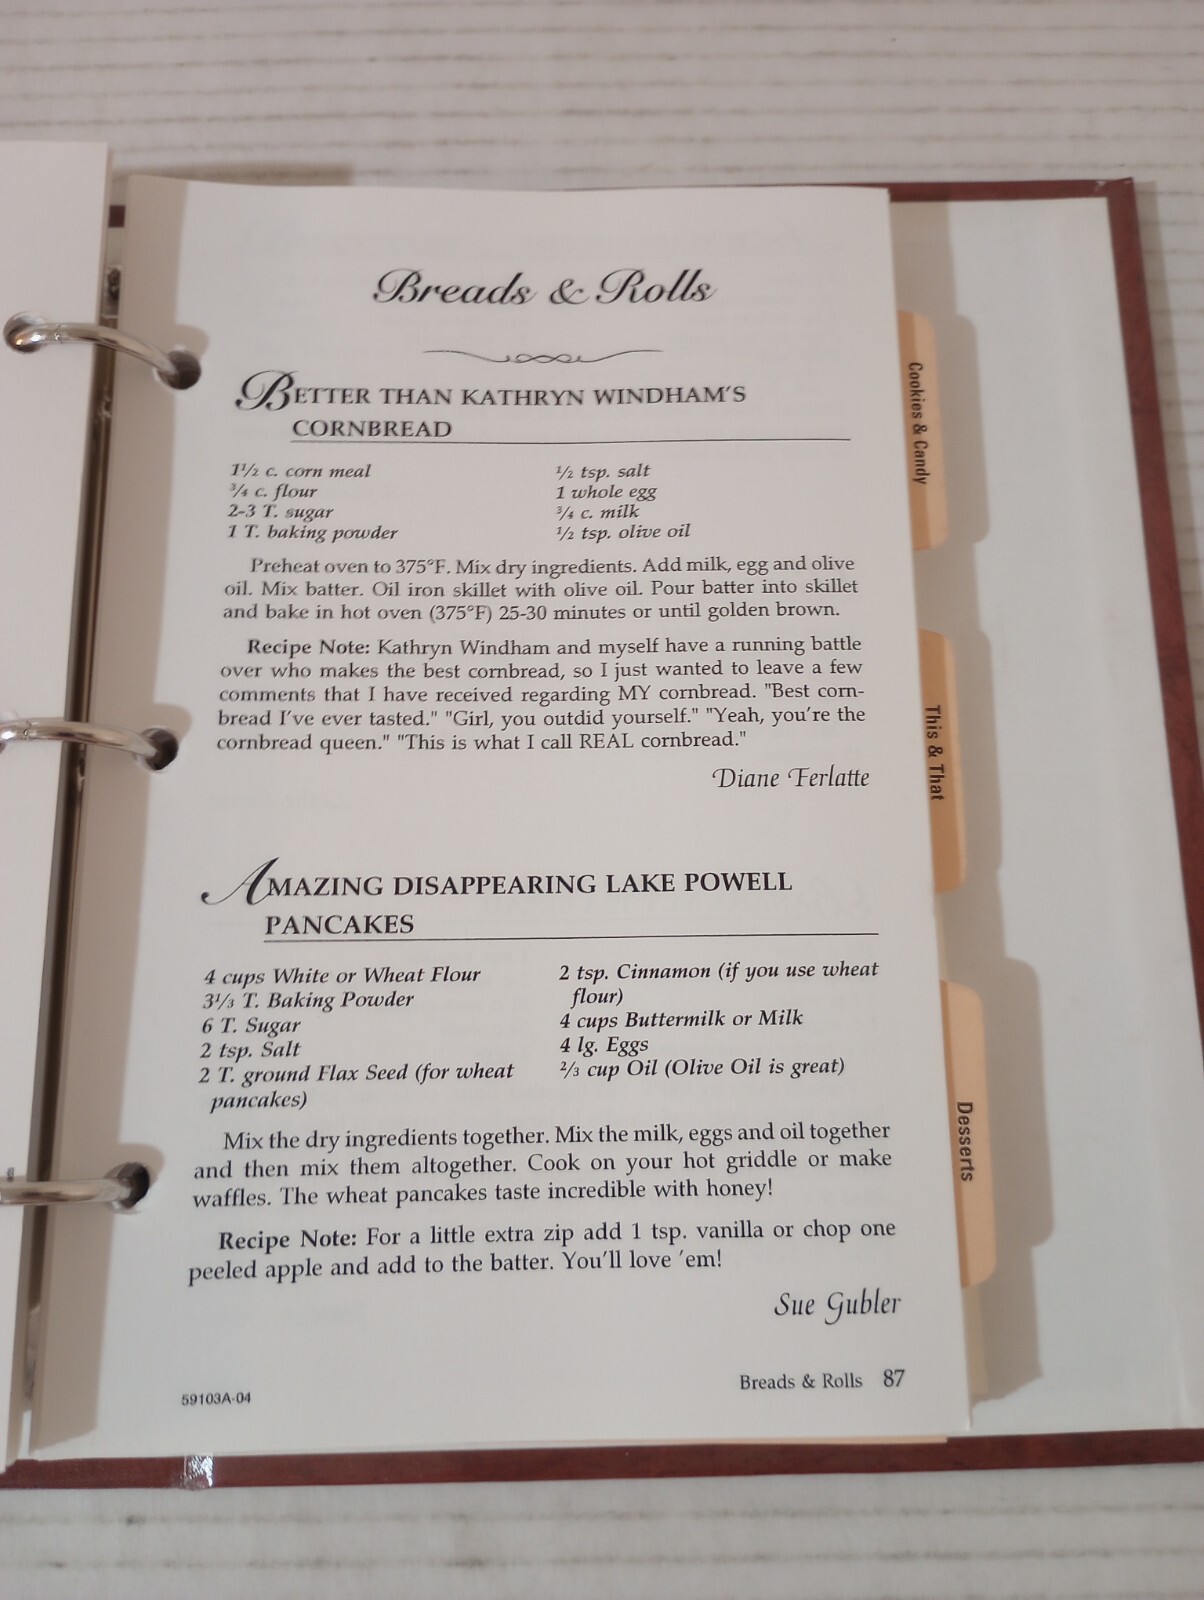 Breads & Rolls
BETTER THAN KATHRYN WINDHAM'S
CORNBREAD
1½ c. corn meal
¾ c. flour
2-3 T. sugar
1 T. baking powder
½ tsp. salt
1 whole egg
¾ c. milk
½ tsp. olive oil
Preheat oven to 375°F. Mix dry ingredients. Add milk, egg and olive
oil. Mix batter. Oil iron skillet with olive oil. Pour batter into skillet
and bake in hot oven (375°F) 25-30 minutes or until golden brown.
Recipe Note: Kathryn Windham and myself have a running battle
over who makes the best cornbread, so I just wanted to leave a few
comments that I have received regarding MY cornbread. "Best corn-
bread I've ever tasted." "Girl, you outdid yourself." "Yeah, you're the
cornbread queen." "This is what I call REAL cornbread."
Diane Ferlatte
AMAZING DISAPPEARING LAKE POWELL
PANCAKES
4 cups White or Wheat Flour
3⅓ T. Baking Powder
6 T. Sugar
2 tsp. Salt
2 T. ground Flax Seed (for wheat
pancakes)
2 tsp. Cinnamon (if you use wheat
flour)
4 cups Buttermilk or Milk
4 lg. Eggs
⅔ cup Oil (Olive Oil is great)
Mix the dry ingredients together. Mix the milk, eggs and oil together
and then mix them altogether. Cook on your hot griddle or make
waffles. The wheat pancakes taste incredible with honey!
Recipe Note: For a little extra zip add 1 tsp. vanilla or chop one
peeled apple and add to the batter. You'll love 'em!
Sue Gubler
59103A-04
Breads & Rolls 87
Cookies & Candy
This & That
Desserts